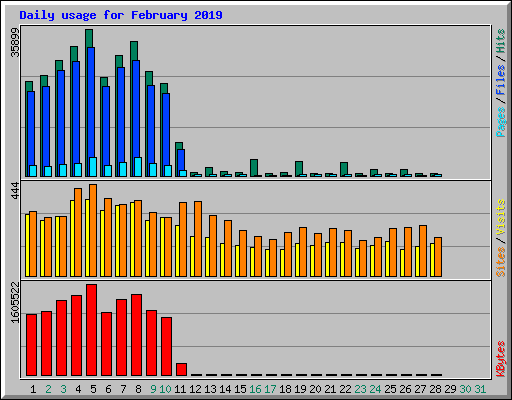 Daily usage for February 2019
35899
Pages / Files / Hits
444
Sites / Visits
1605522
KBytes
1 2 3 4 5 6 7 8 9 10 11 12 13 14 15 16 17 18 19 20 21 22 23 24 25 26 27 28 29 30 31